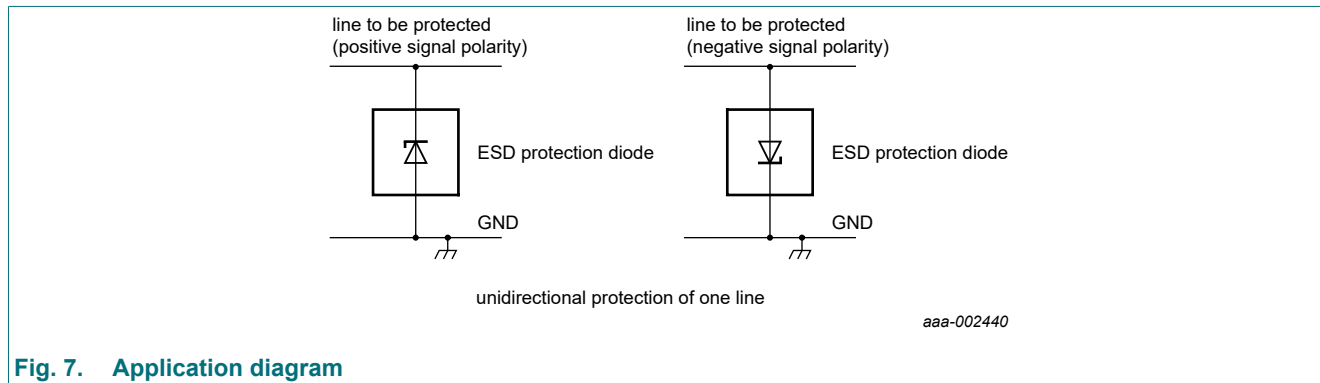 line to be protected
(positive signal polarity)
ESD protection diode
GND
line to be protected
(negative signal polarity)
ESD protection diode
GND
unidirectional protection of one line
aaa-002440
Fig. 7. Application diagram